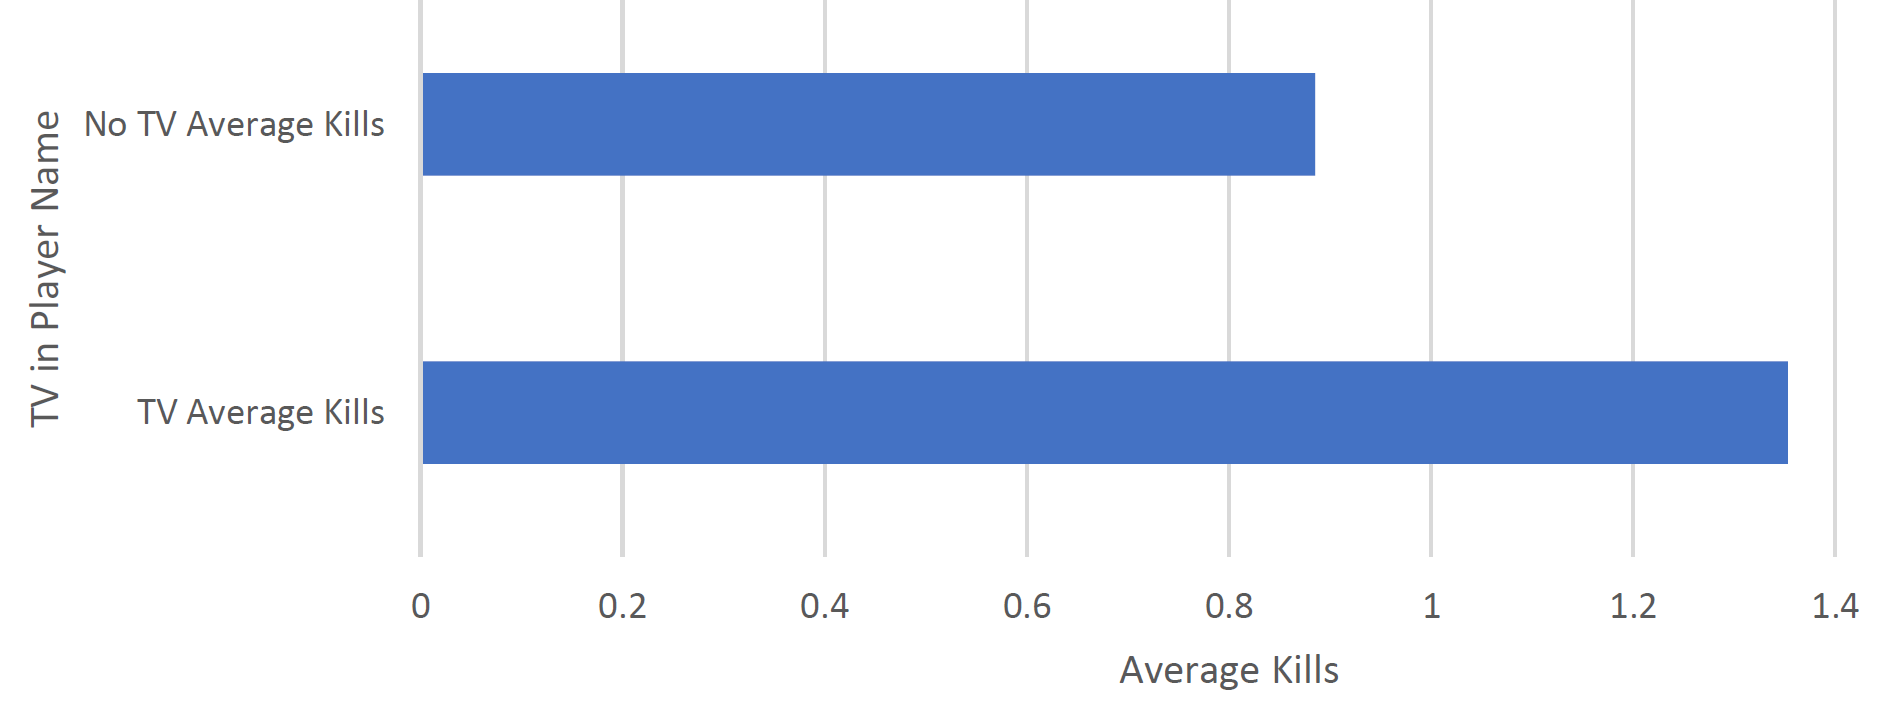 TV in Player Name
No TV Average Kills
TV Average Kills
0 0.2 0.4 0.6 0.8 1 1.2 1.4
Average Kills